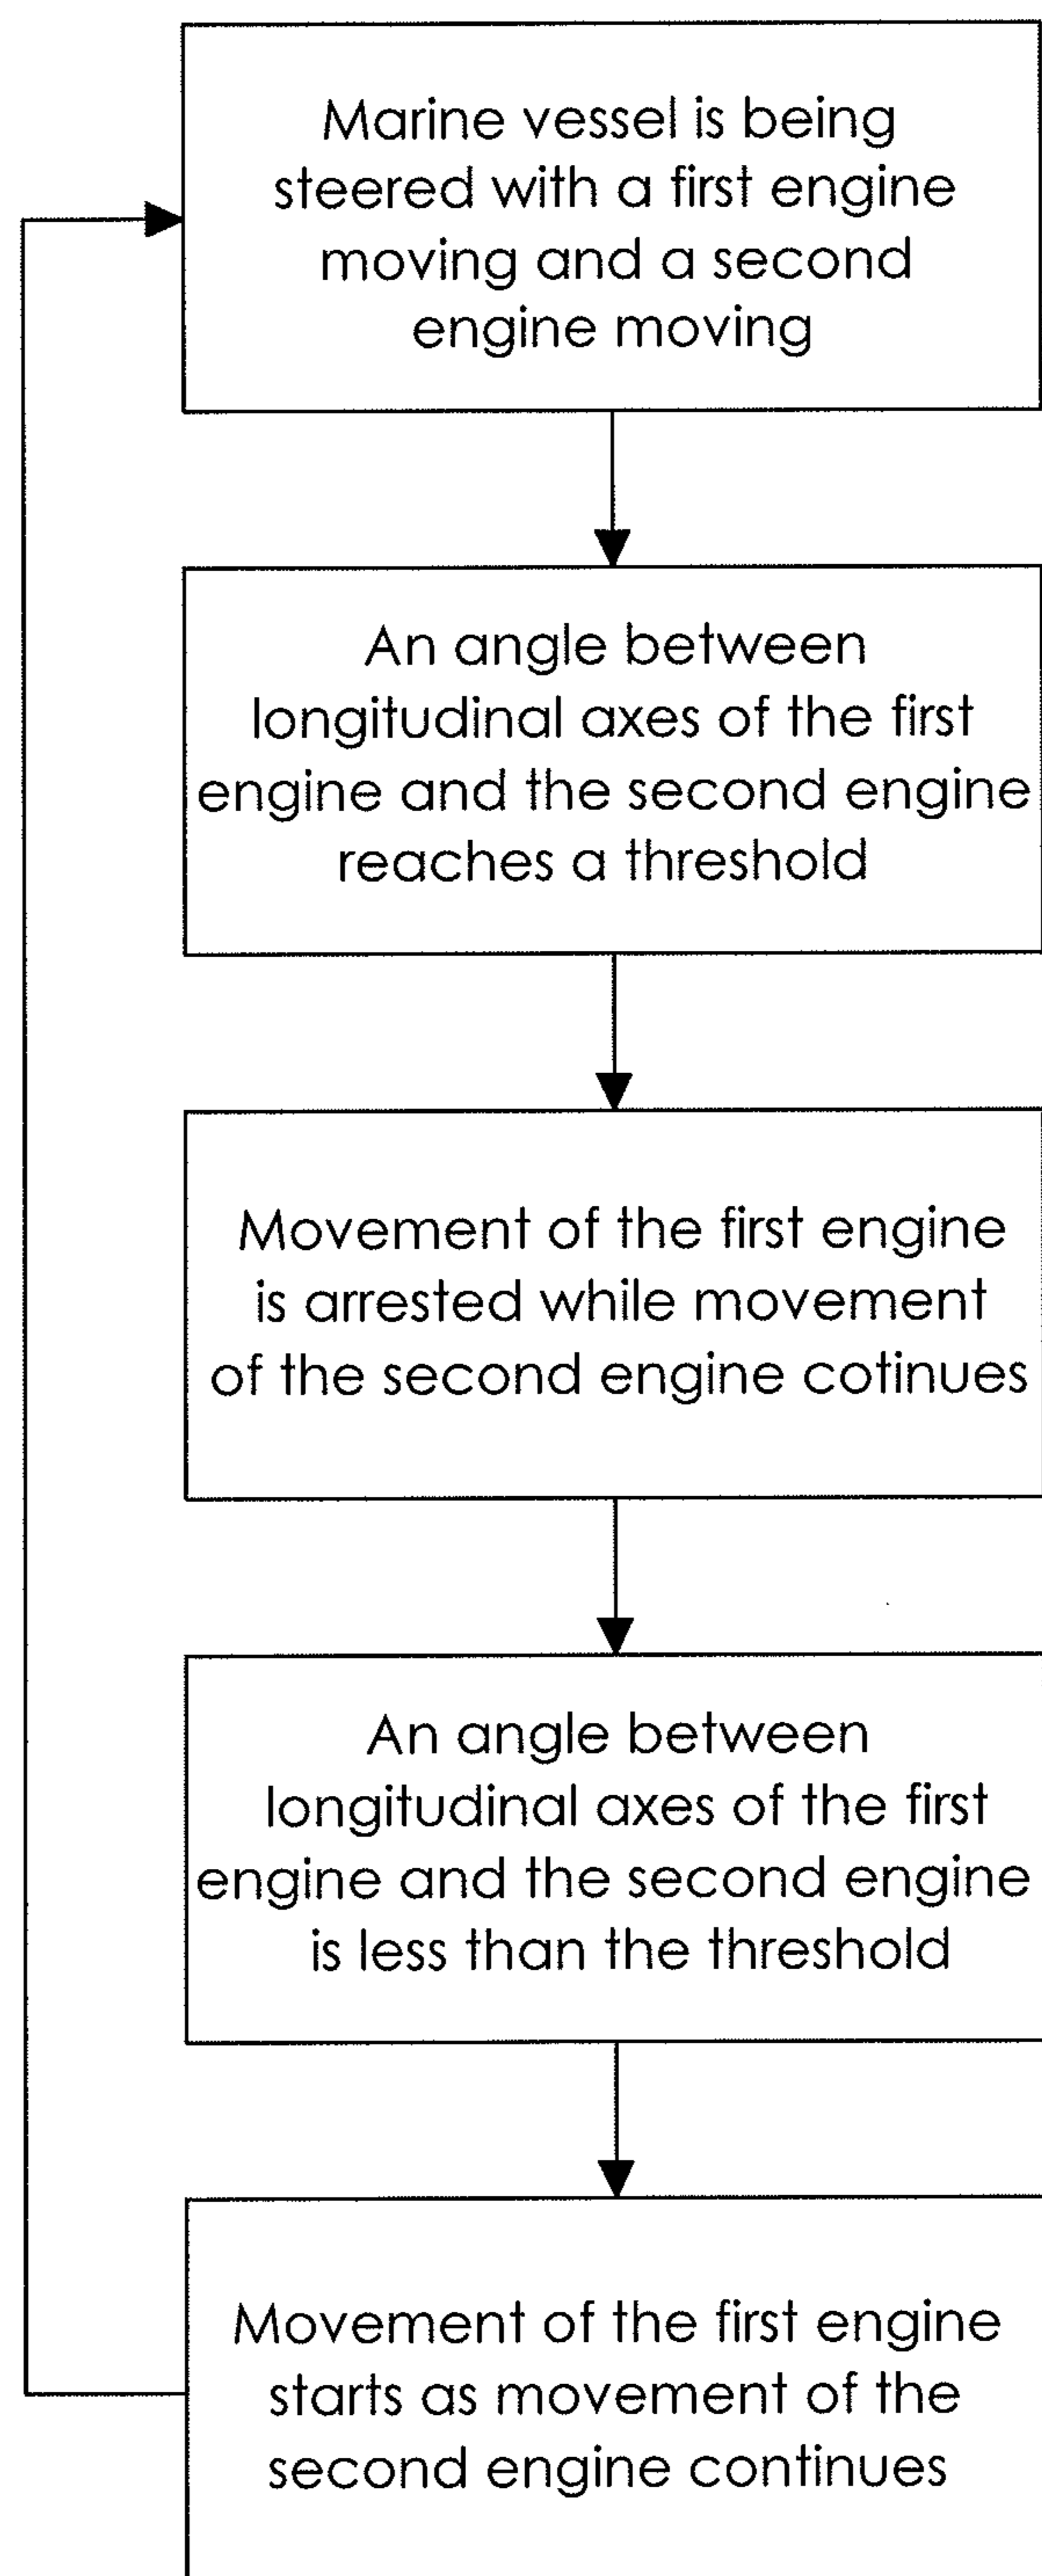 Marine vessel is being
steered with a first engine
moving and a second
engine moving
An angle between
longitudinal axes of the first
engine and the second engine
reaches a threshold
Movement of the first engine
is arrested while movement
of the second engine cotinues
An angle between
longitudinal axes of the first
engine and the second engine
is less than the threshold
Movement of the first engine
starts as movement of the
second engine continues